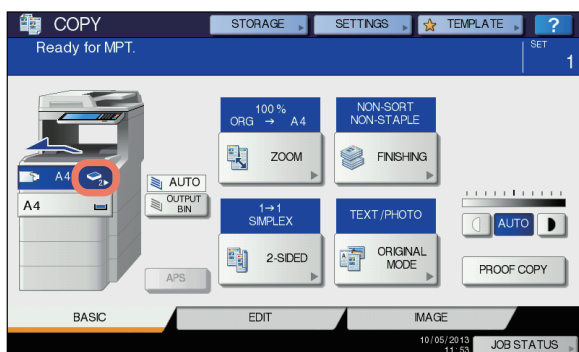 COPY
STORAGE
SETTINGS
TEMPLATE
?
Ready for MPT.
SET
1
100 %
ORG → A4
ZOOM
NON-SORT
NON-STAPLE
FINISHING
A4
2
A4
AUTO
OUTPUT
BIN
APS
1→1
SIMPLEX
2-SIDED
TEXT/PHOTO
ORIGINAL
MODE
AUTO
PROOF COPY
BASIC
EDIT
IMAGE
10/05/2013
11:53
JOB STATUS